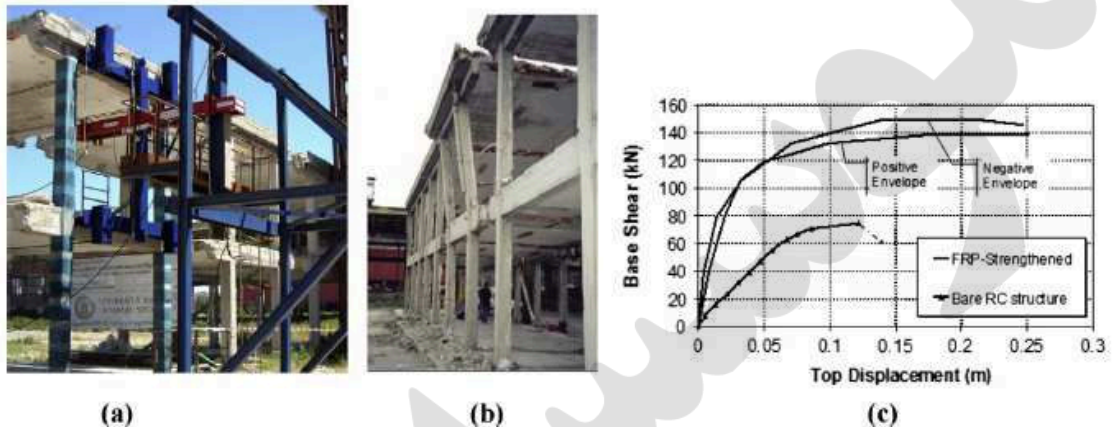 160
140
120
100
80
60
40
20
0
Base Shear (kN)
Positive
Envelope
Negative
Envelope
FRP-Strengthened
Bare RC structure
0 0.05 0.1 0.15 0.2 0.25 0.3
Top Displacement (m)
(a) (b) (c)